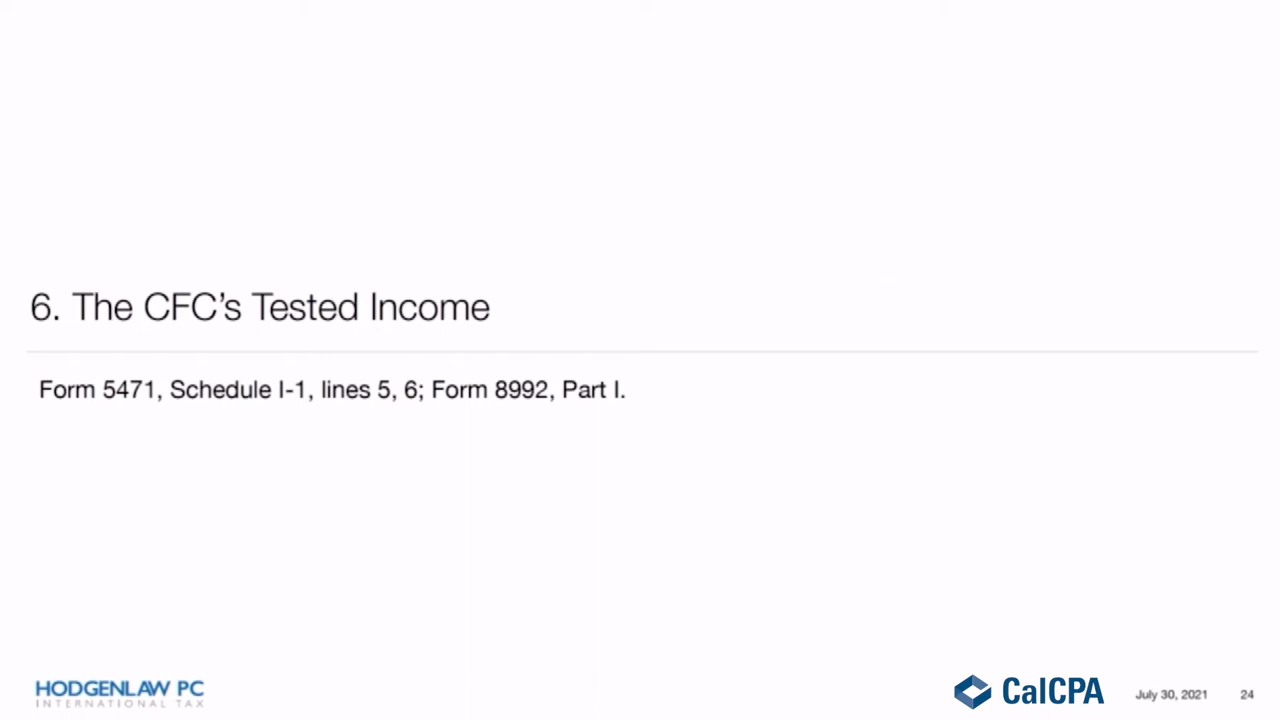 6. The CFC's Tested Income
Form 5471, Schedule I-1, lines 5, 6; Form 8992, Part I.
HODGENLAW PC
INTERNATIONAL TAX
CalCPA
July 30, 2021
24